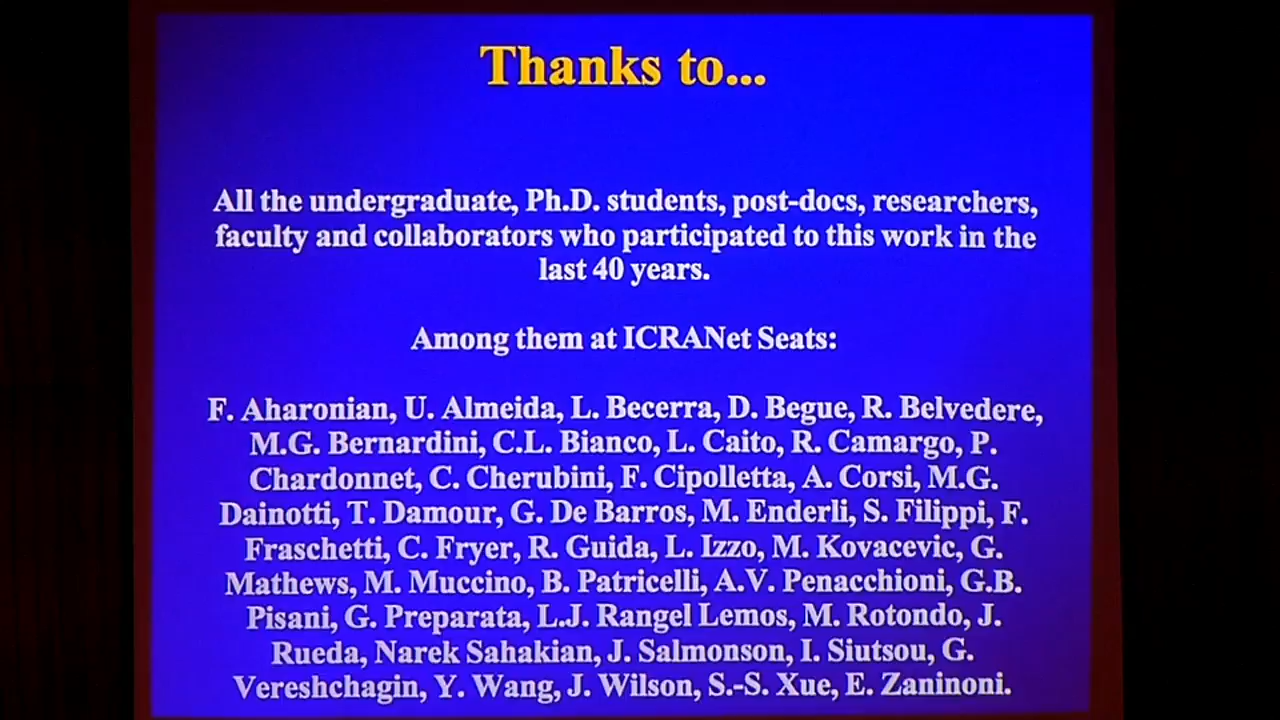 Thanks to...
All the undergraduate, Ph.D. students, post-docs, researchers,
faculty and collaborators who participated to this work in the
last 40 years.
Among them at ICRANet Seats:
F. Aharonian, U. Almeida, L. Becerra, D. Begue, R. Belvedere,
M.G. Bernardini, C.L. Bianco, L. Caito, R. Camargo, P.
Chardonnet, C. Cherubini, F. Cipolletta, A. Corsi, M.G.
Dainotti, T. Damour, G. De Barros, M. Enderli, S. Filippi, F.
Fraschetti, C. Fryer, R. Guida, L. Izzo, M. Kovacevic, G.
Mathews, M. Muccino, B. Patricelli, A.V. Penacchioni, G.B.
Pisani, G. Preparata, L.J. Rangel Lemos, M. Rotondo, J.
Rueda, Narek Sahakian, J. Salmonson, I. Siutsou, G.
Vereshchagin, Y. Wang, J. Wilson, S.-S. Xue, E. Zaninoni.